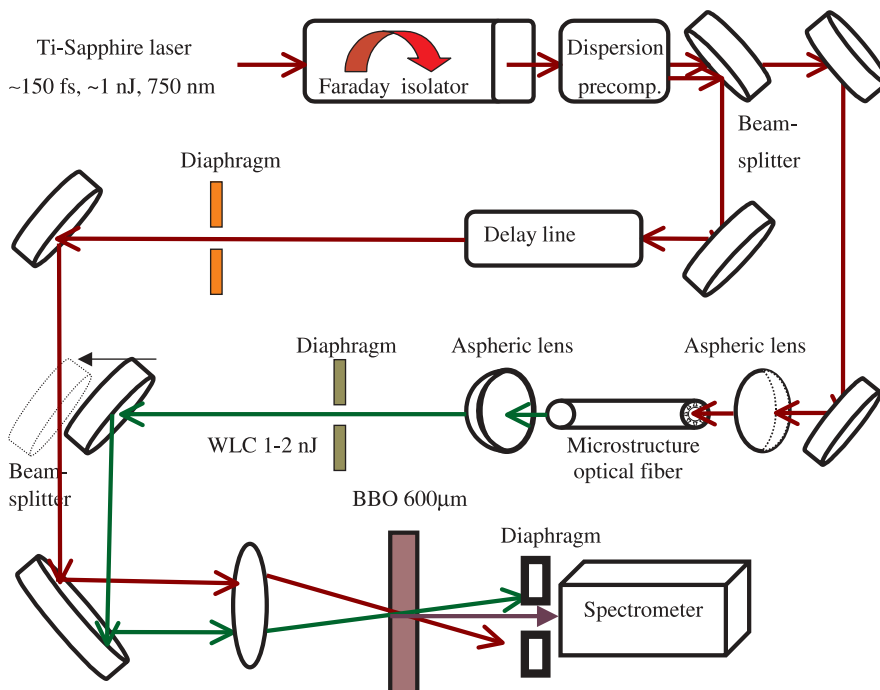 Ti-Sapphire laser
~150 fs, ~1 nJ, 750 nm
Faraday isolator
Dispersion
precomp.
Beam-
splitter
Diaphragm
Delay line
Diaphragm
Aspheric lens
Aspheric lens
WLC 1-2 nJ
Microstructure
optical fiber
Beam-
splitter
BBO 600μm
Diaphragm
Spectrometer